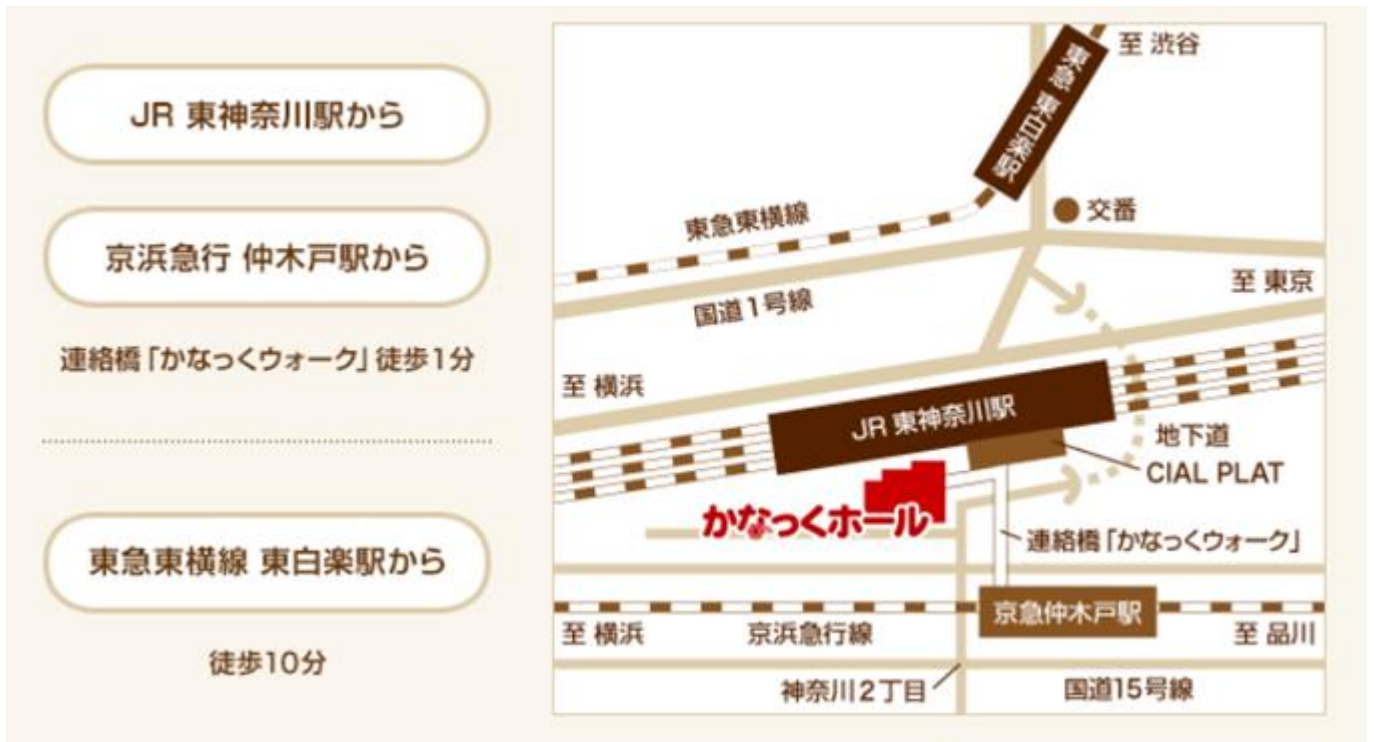 JR 東神奈川駅から
京浜急行 仲木戸駅から
連絡橋「かなっくウォーク」徒歩1分
東急東横線 東白楽駅から
徒歩10分
至 渋谷
東急 東白楽駅
交番
東急東横線
国道1号線
至 東京
至 横浜
JR 東神奈川駅
地下道
CIAL PLAT
かなっくホール
連絡橋「かなっくウォーク」
京急仲木戸駅
至 横浜
京浜急行線
至 品川
神奈川2丁目
国道15号線